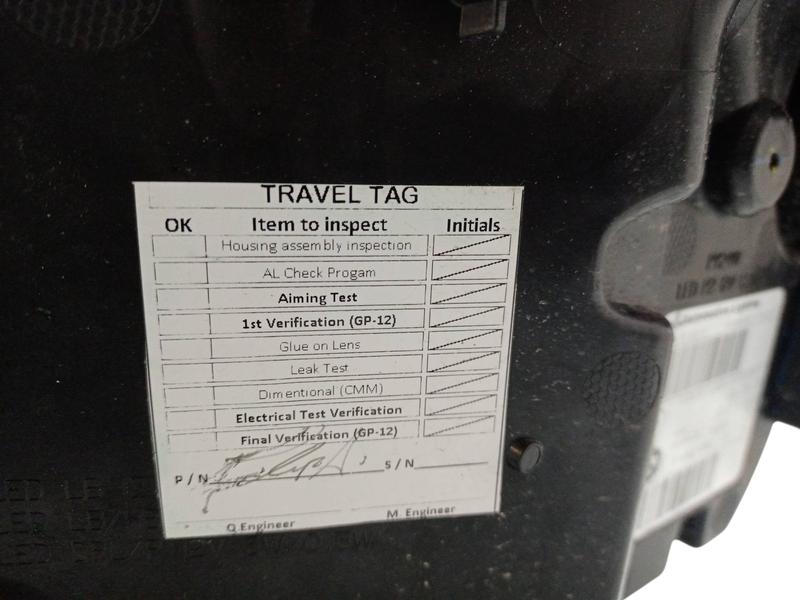 TRAVEL TAG
OK Item to inspect Initials
Housing assembly inspection
AL Check Progam
Aiming Test
1st Verification (GP-12)
Glue on Lens
Leak Test
Dimentional (CMM)
Electrical Test Verification
Final Verification (GP-12)
P/N S/N
Q.Engineer M. Engineer